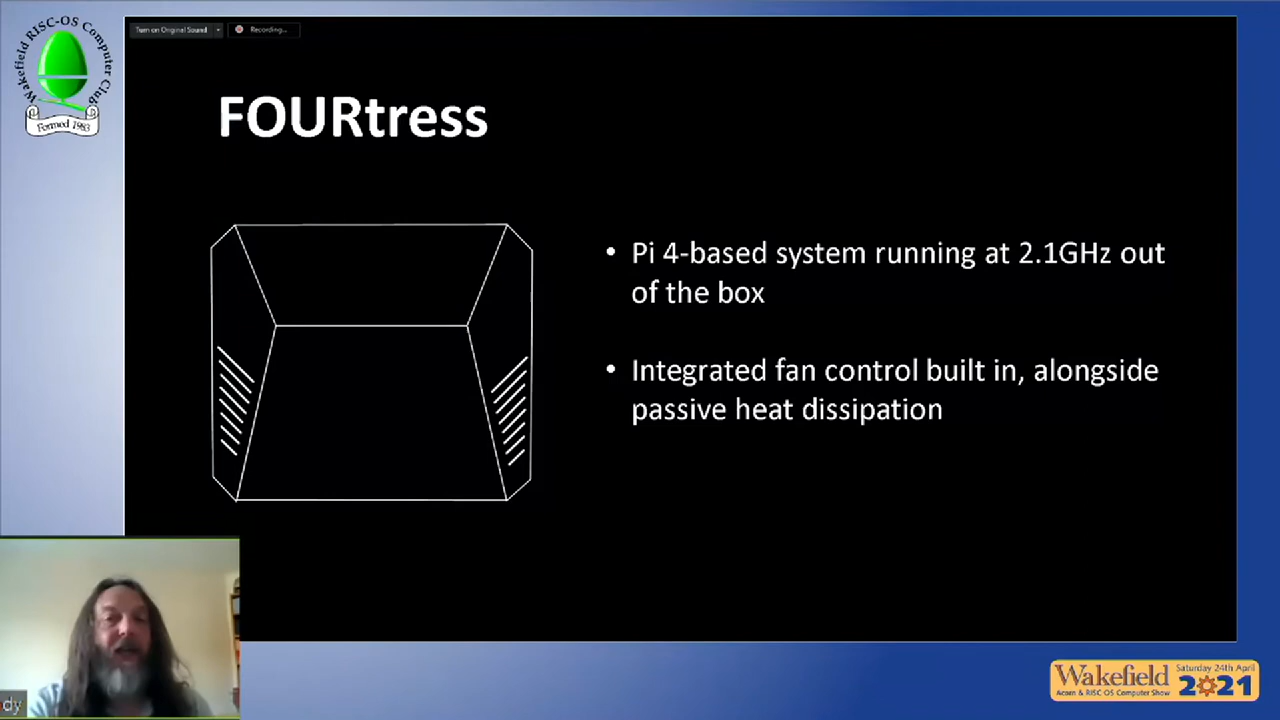 Wakefield RISC-OS Computer Club
Formed 1983
Turn on Original Sound
Recording...
FOURtress
• Pi 4-based system running at 2.1GHz out
of the box
• Integrated fan control built in, alongside
passive heat dissipation
dy
Wakefield
Acorn & RISC OS Computer Show
Saturday 24th April
2021